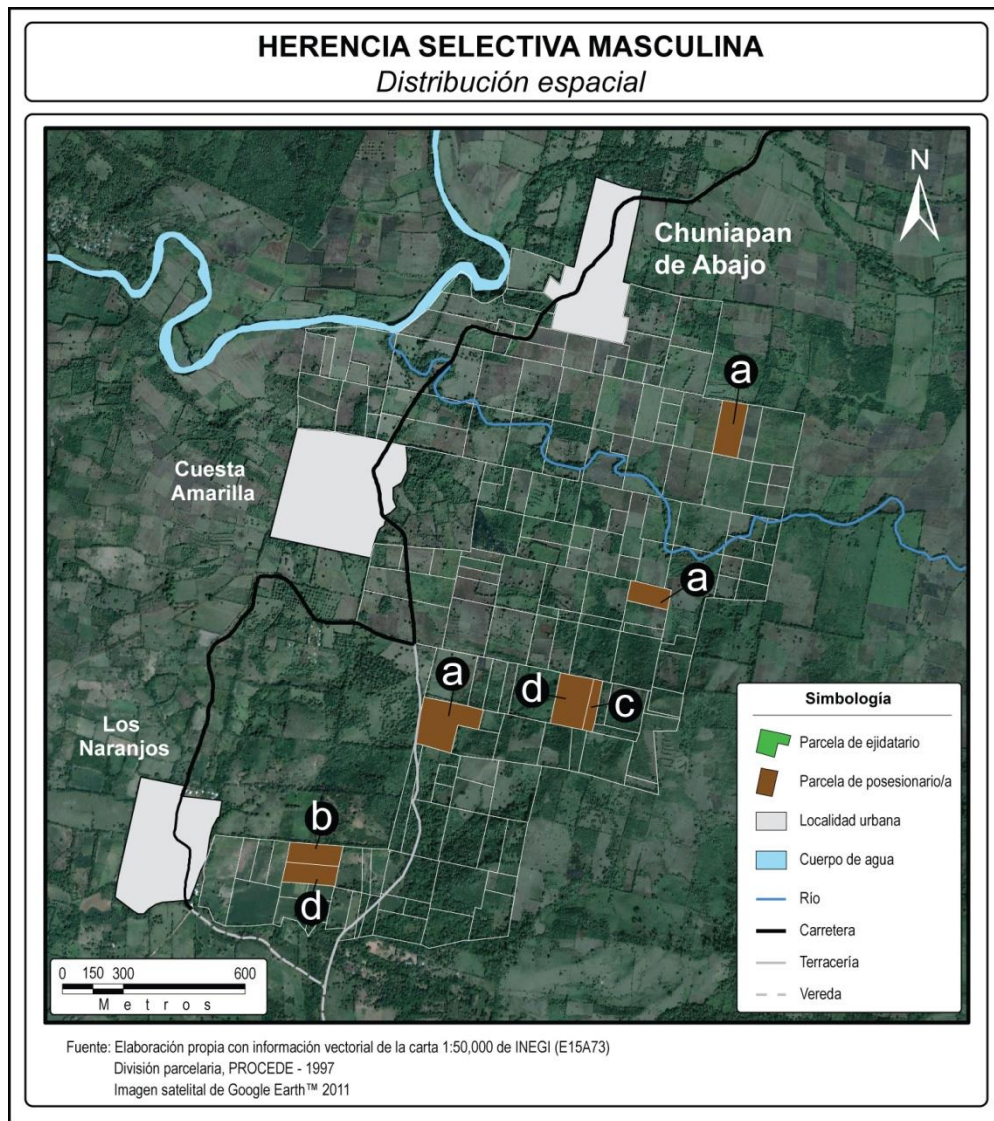 HERENCIA SELECTIVA MASCULINA
Distribución espacial
N
Chuniapan
de Abajo
a
Cuesta
Amarilla
a
a
d
c
Los
Naranjos
b
d
Simbología
Parcela de ejidatario
Parcela de posesionario/a
Localidad urbana
Cuerpo de agua
Río
Carretera
Terracería
Vereda
0 150 300 600
Metros
Fuente: Elaboración propia con información vectorial de la carta 1:50,000 de INEGI (E15A73)
División parcelaria, PROCEDE - 1997
Imagen satelital de Google Earth™ 2011